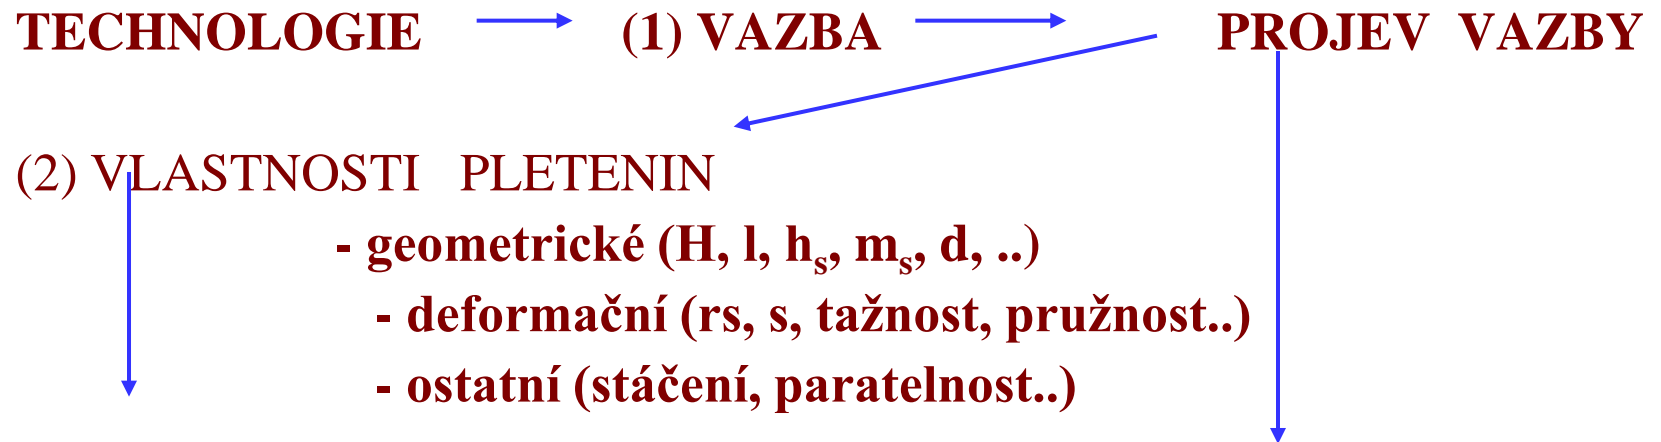 TECHNOLOGIE (1) VAZBA PROJEV VAZBY
(2) VLASTNOSTI PLETENIN
- geometrické (H, l, hs, ms, d, ..)
- deformační (rs, s, tažnost, pružnost..)
- ostatní (stáčení, paratelnost..)